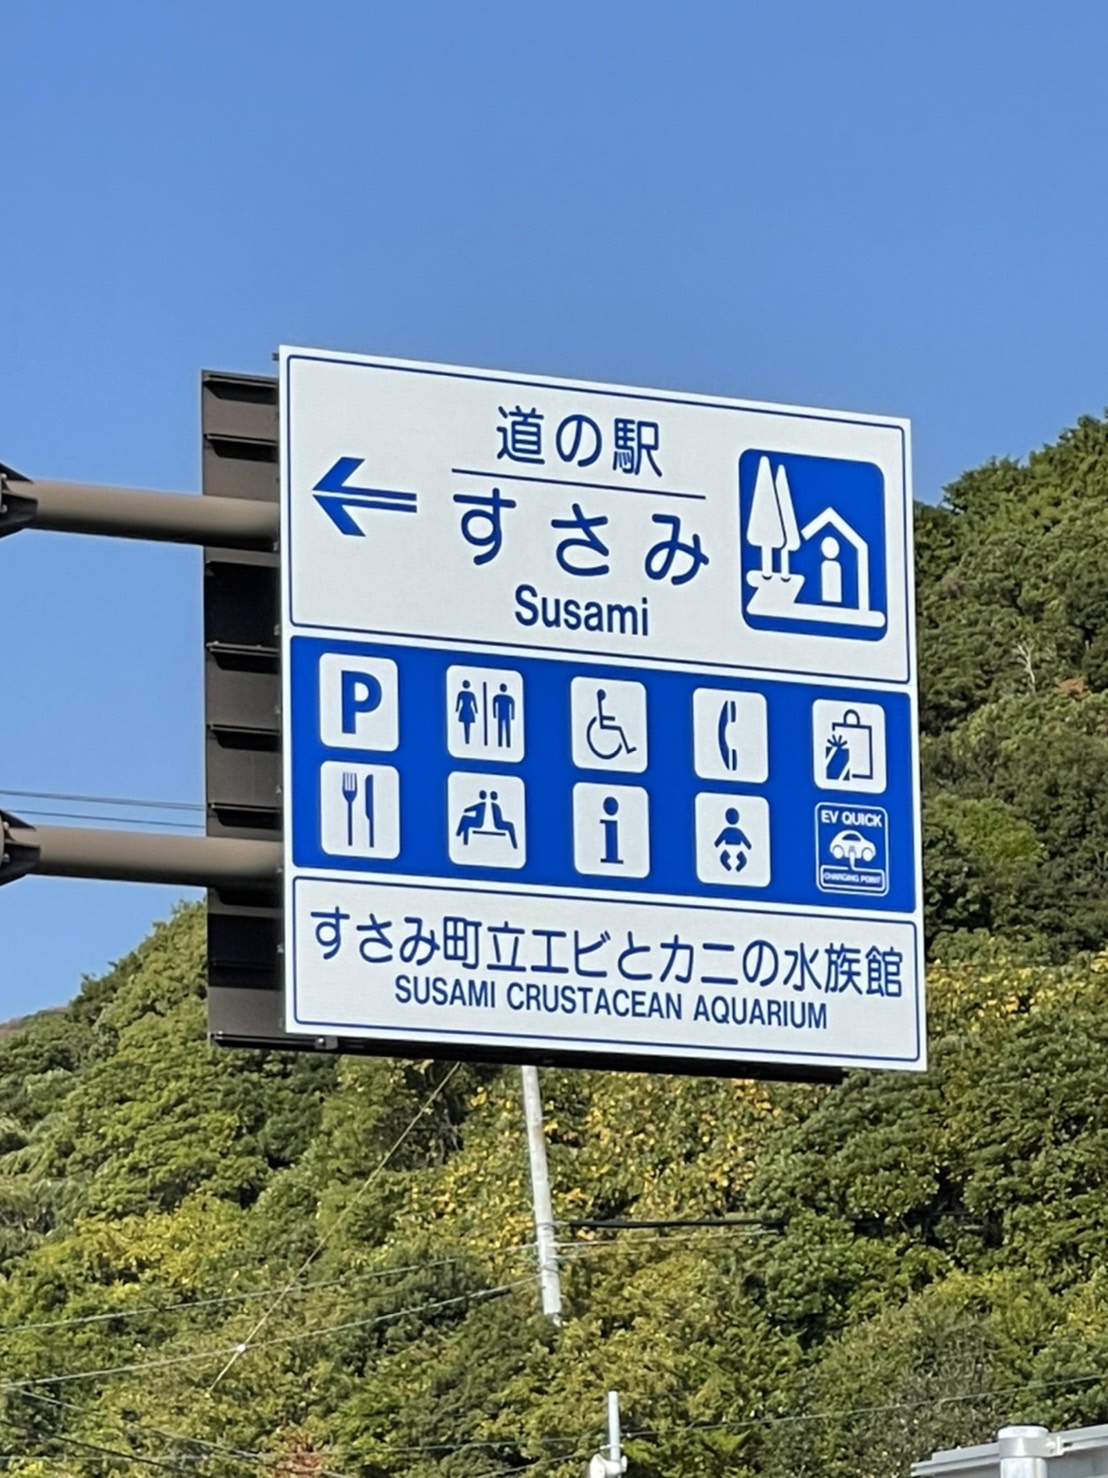 道の駅
すさみ
Susami
P
i
EV QUICK
CHARGING POINT
すさみ町立エビとカニの水族館
SUSAMI CRUSTACEAN AQUARIUM